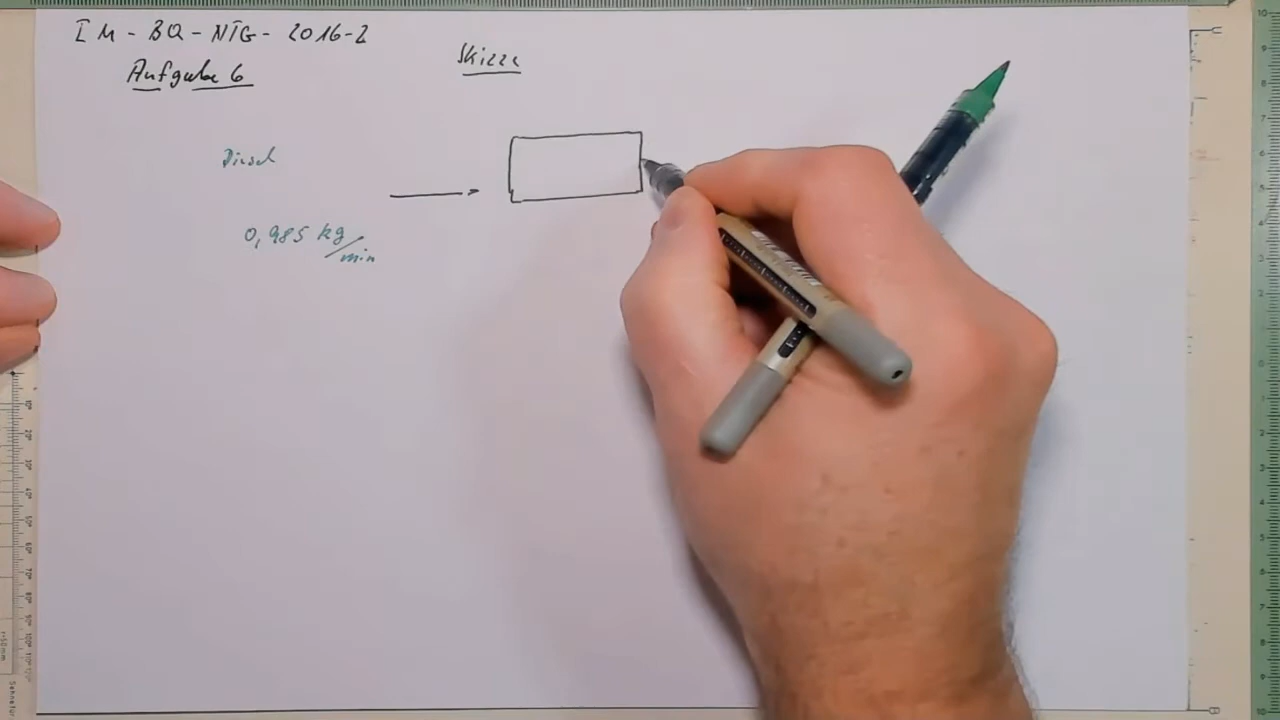 IM-BQ-NTG-2016-2
Aufgabe 6
Skizze
Diesel
0,985 kg/min